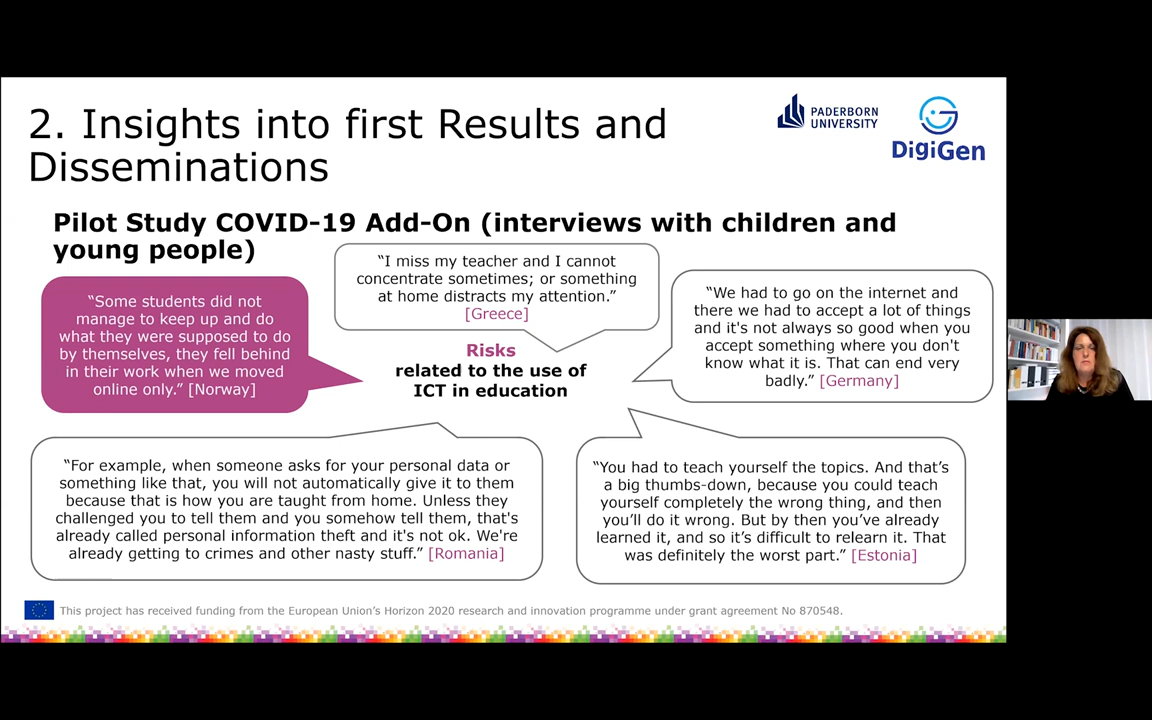 2. Insights into first Results and
Disseminations
PADERBORN
UNIVERSITY
DigiGen
Pilot Study COVID-19 Add-On (interviews with children and
young people)
“I miss my teacher and I cannot
concentrate sometimes; or something
at home distracts my attention.”
[Greece]
“Some students did not
manage to keep up and do
what they were supposed to do
by themselves, they fell behind
in their work when we moved
online only.” [Norway]
“We had to go on the internet and
there we had to accept a lot of things
and it's not always so good when you
accept something where you don't
know what it is. That can end very
badly.” [Germany]
Risks
related to the use of
ICT in education
“For example, when someone asks for your personal data or
something like that, you will not automatically give it to them
because that is how you are taught from home. Unless they
challenged you to tell them and you somehow tell them, that's
already called personal information theft and it's not ok. We're
already getting to crimes and other nasty stuff.” [Romania]
“You had to teach yourself the topics. And that’s
a big thumbs-down, because you could teach
yourself completely the wrong thing, and then
you’ll do it wrong. But by then you’ve already
learned it, and so it’s difficult to relearn it. That
was definitely the worst part.” [Estonia]
This project has received funding from the European Union’s Horizon 2020 research and innovation programme under grant agreement No 870548.